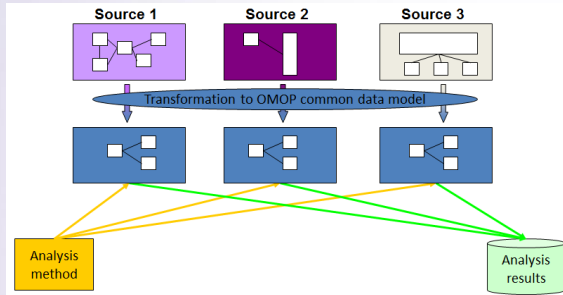 Source 1
Source 2
Source 3
Transformation to OMOP common data model
Analysis
method
Analysis
results